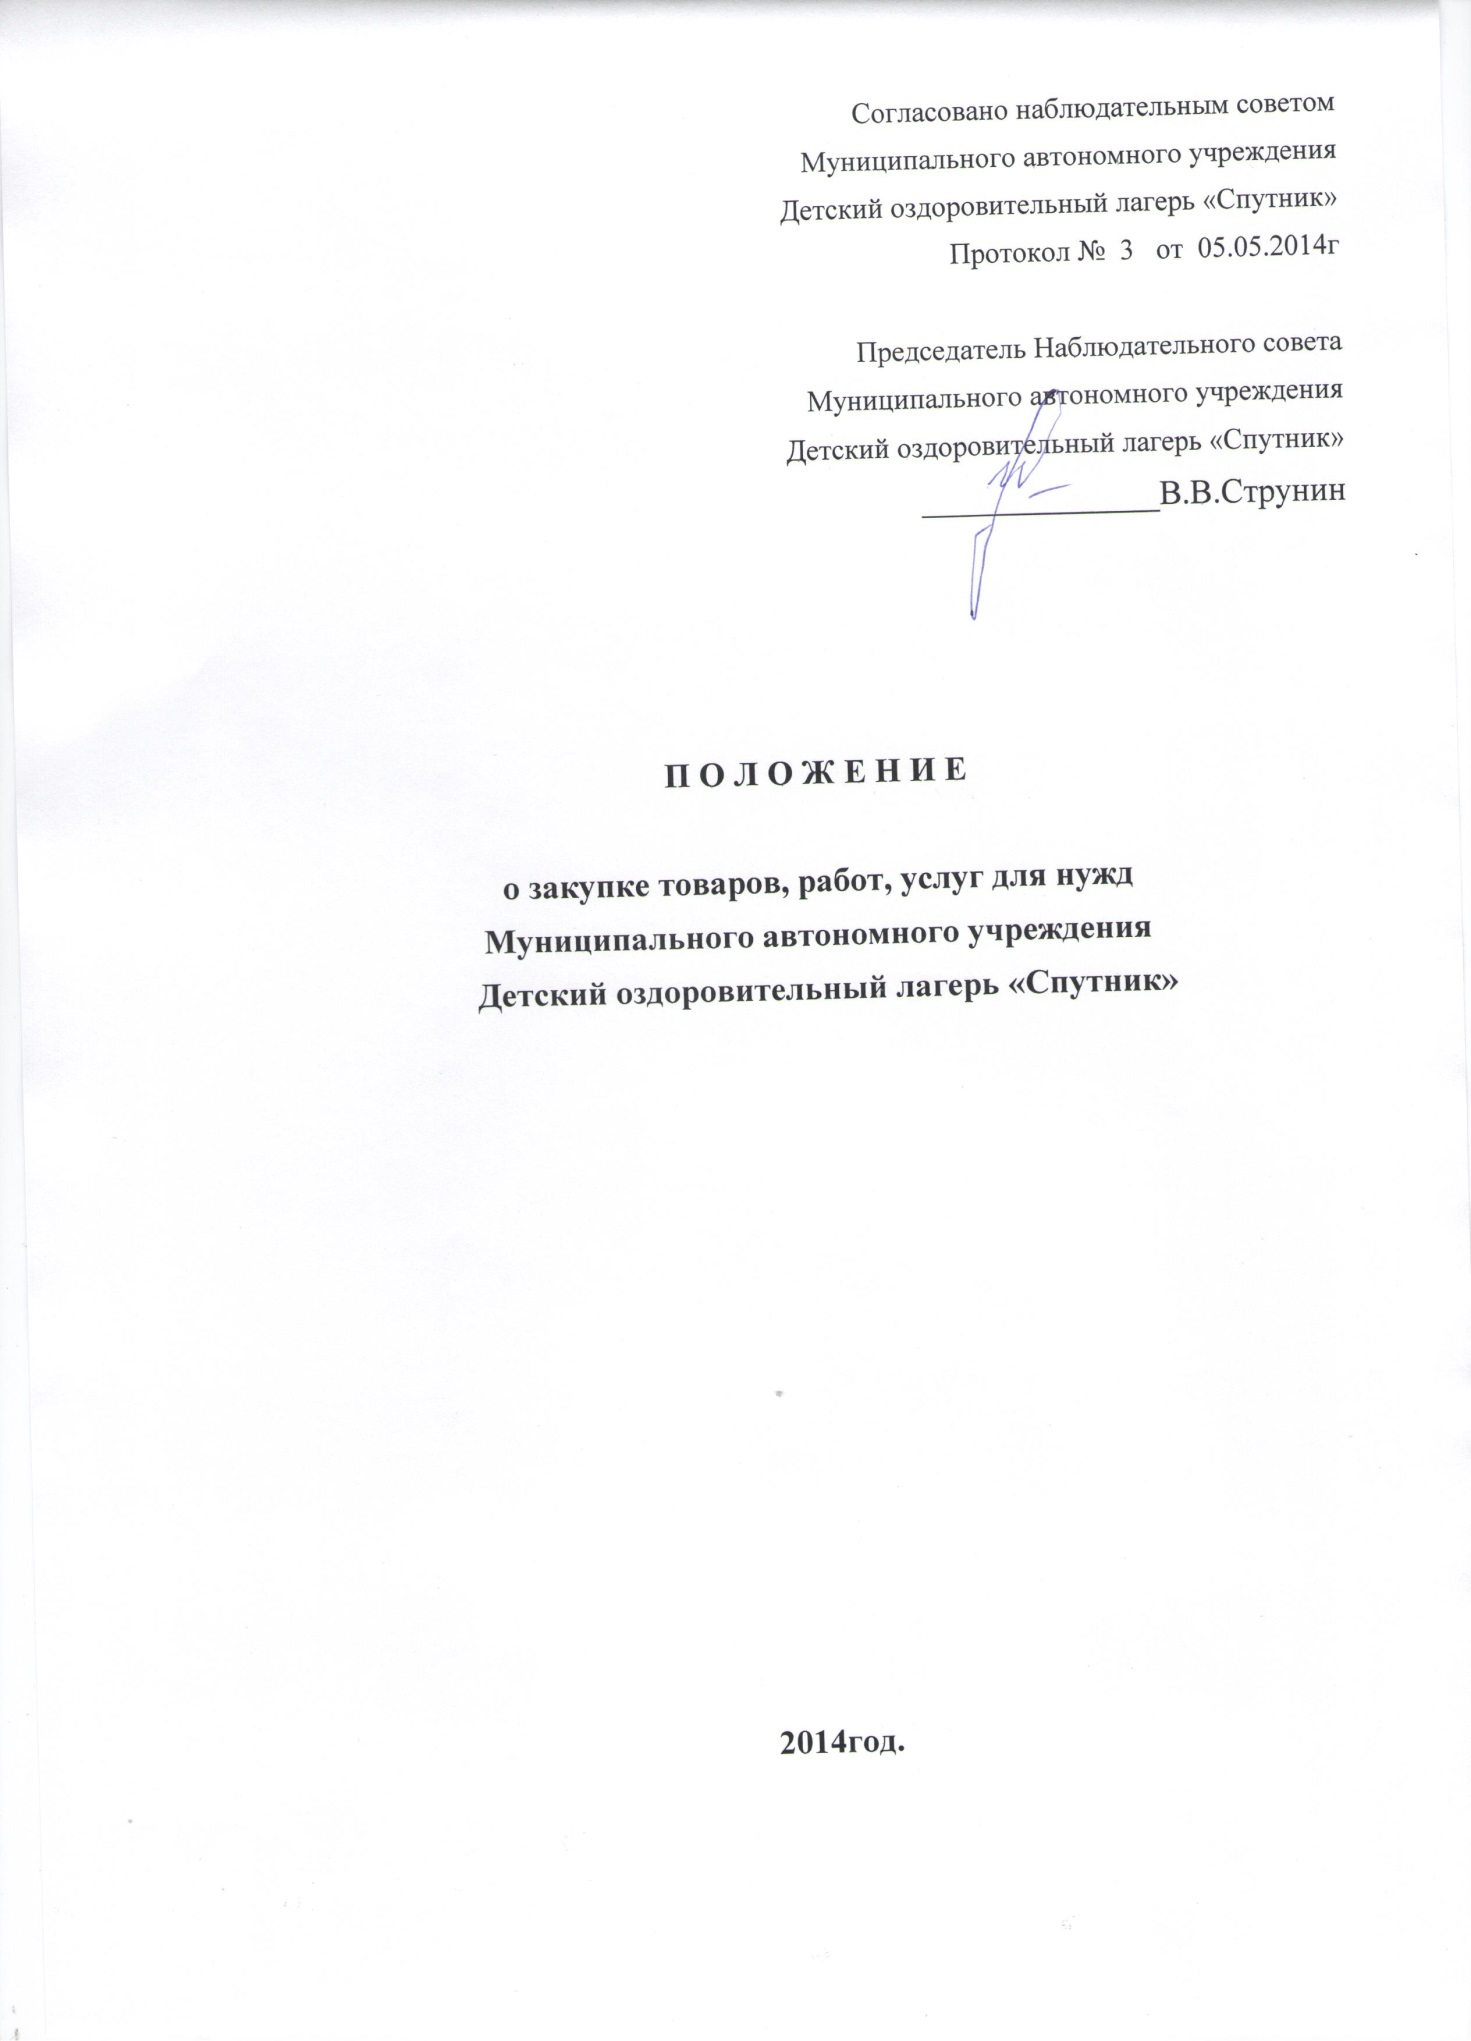 Согласовано наблюдательным советом
Муниципального автономного учреждения
Детский оздоровительный лагерь «Спутник»
Протокол № 3 от 05.05.2014г
Председатель Наблюдательного совета
Муниципального автономного учреждения
Детский оздоровительный лагерь «Спутник»
________________В.В.Струнин
П О Л О Ж Е Н И Е
о закупке товаров, работ, услуг для нужд
Муниципального автономного учреждения
Детский оздоровительный лагерь «Спутник»
2014год.